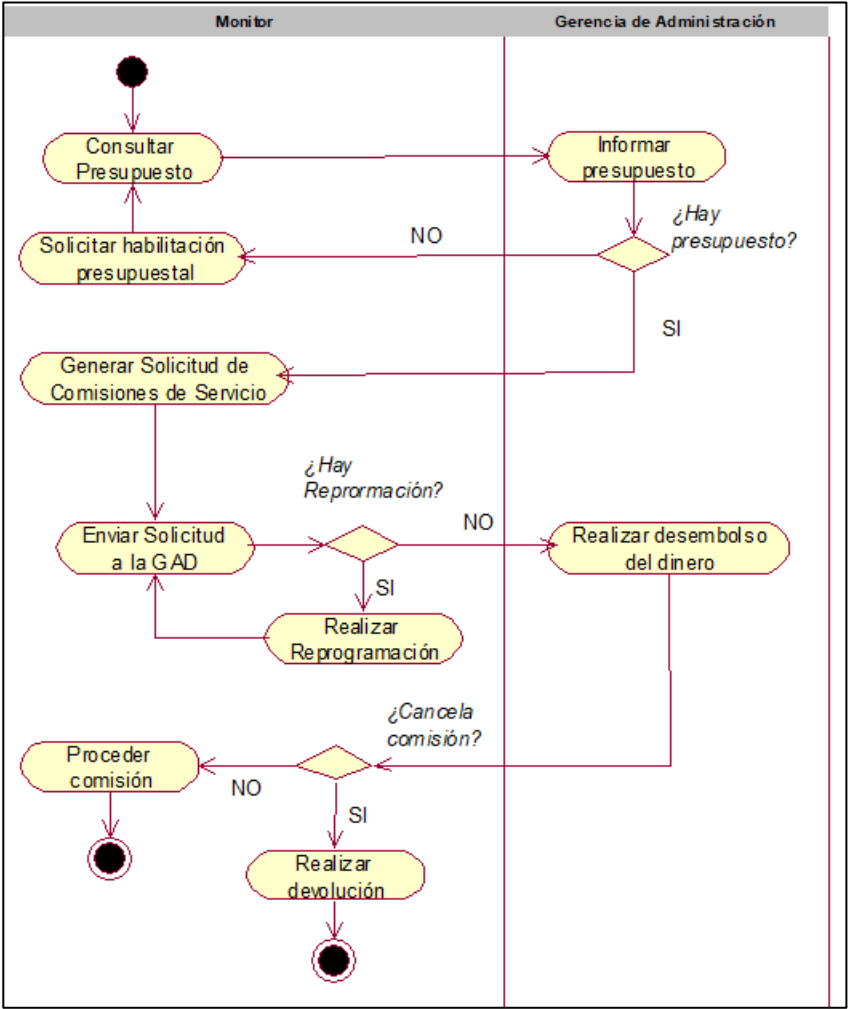 Monitor
Gerencia de Administración
Consultar
Presupuesto
Informar
presupuesto
¿Hay
presupuesto?
NO
Solicitar habilitación
presupuestal
SI
Generar Solicitud de
Comisiones de Servicio
¿Hay
Reprormación?
Enviar Solicitud
a la GAD
NO
Realizar desembolso
del dinero
SI
Realizar
Reprogramación
¿Cancela
comisión?
Proceder
comisión
NO
SI
Realizar
devolución